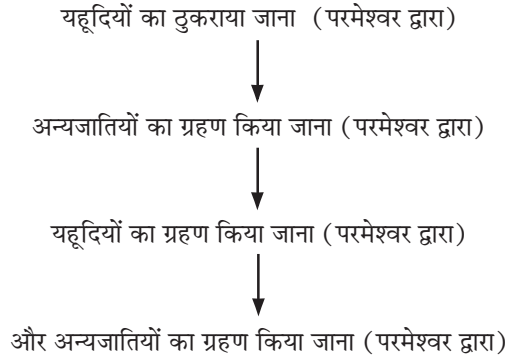 यहूदियों का ठुकराया जाना (परमेश्वर द्वारा)
अन्यजातियों का ग्रहण किया जाना (परमेश्वर द्वारा)
यहूदियों का ग्रहण किया जाना (परमेश्वर द्वारा)
और अन्यजातियों का ग्रहण किया जाना (परमेश्वर द्वारा)